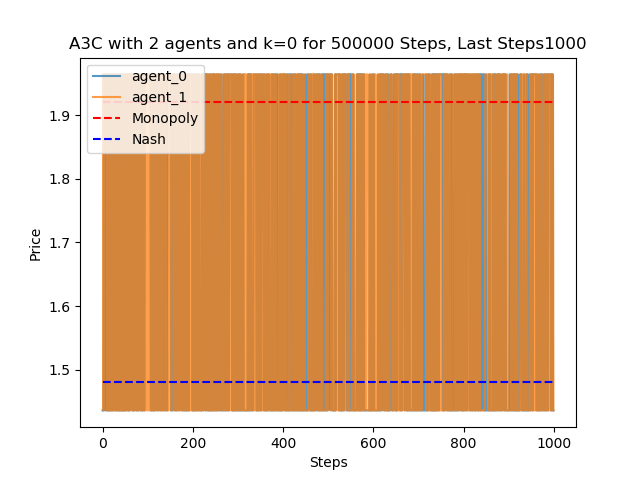 A3C with 2 agents and k=0 for 500000 Steps, Last Steps1000
agent_0
agent_1
Monopoly
Nash
Price
1.9
1.8
1.7
1.6
1.5
0 200 400 600 800 1000
Steps